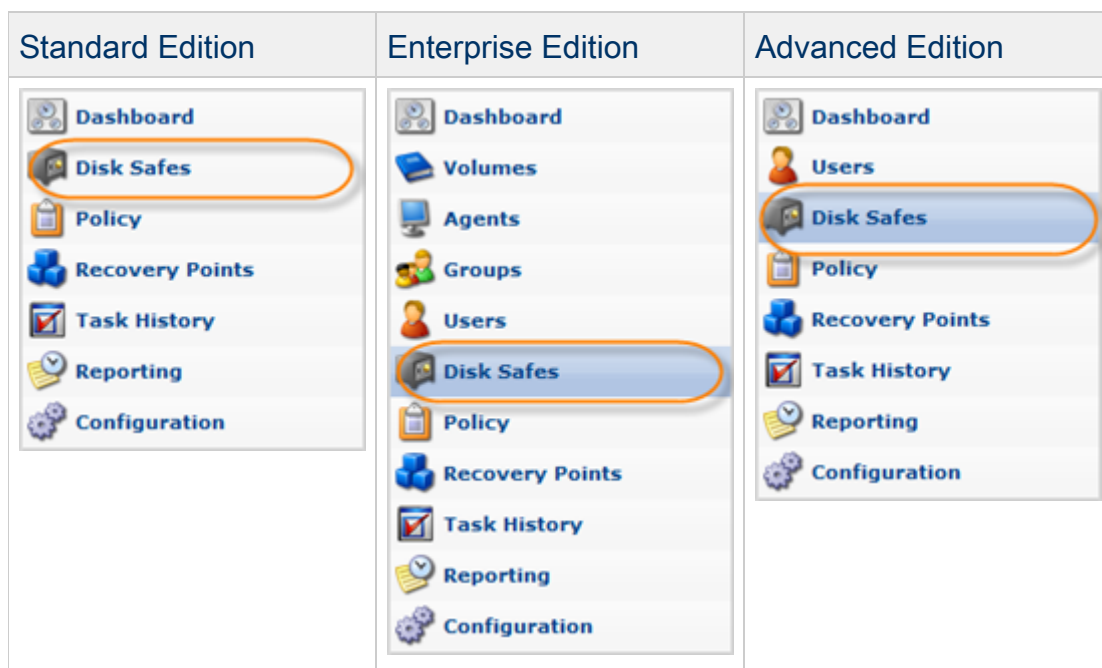 Standard Edition
Dashboard
Disk Safes
Policy
Recovery Points
Task History
Reporting
Configuration
Enterprise Edition
Dashboard
Volumes
Agents
Groups
Users
Disk Safes
Policy
Recovery Points
Task History
Reporting
Configuration
Advanced Edition
Dashboard
Users
Disk Safes
Policy
Recovery Points
Task History
Reporting
Configuration